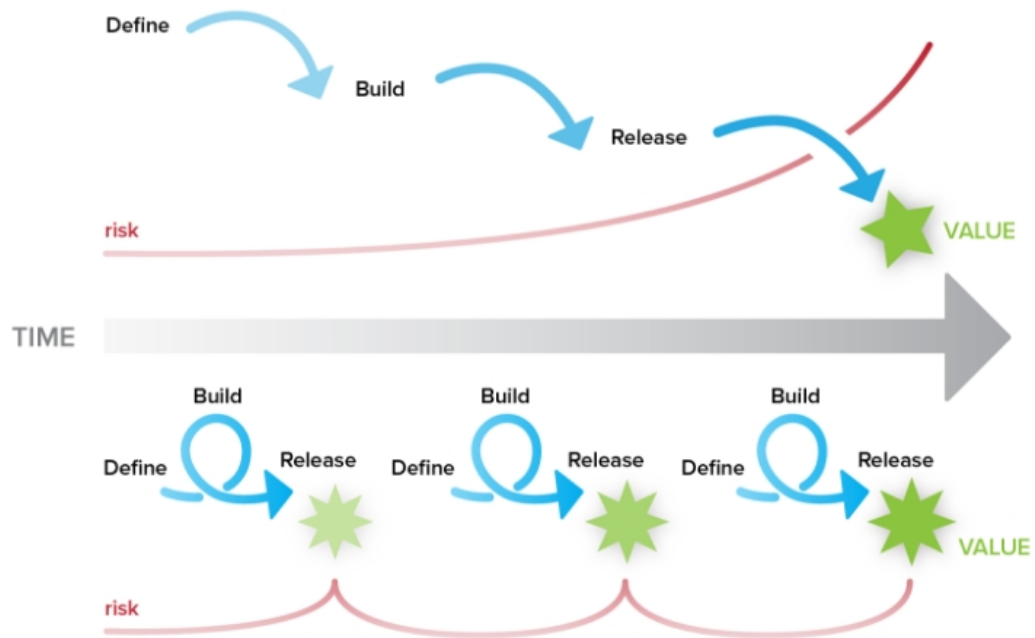 Define
Build
Release
risk
VALUE
TIME
Build
Build
Build
Define
Release
Define
Release
Define
Release
VALUE
risk